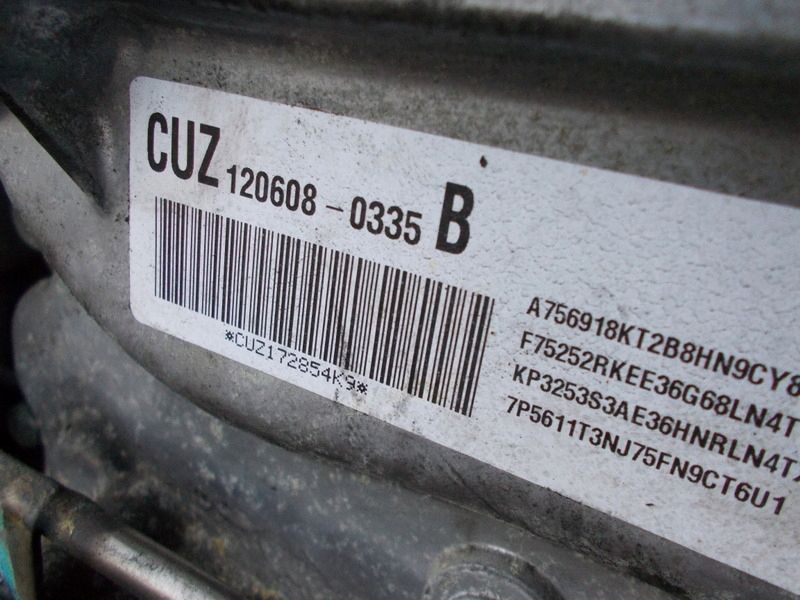 CUZ 120608 - 0335 B
*CUZ172854K9*
A756918KT2B8HN9CY8
F75252RKEE36G68LN4T
KP3253S3AE36HNRLN4T
7P5611T3NJ75FN9CT6U1